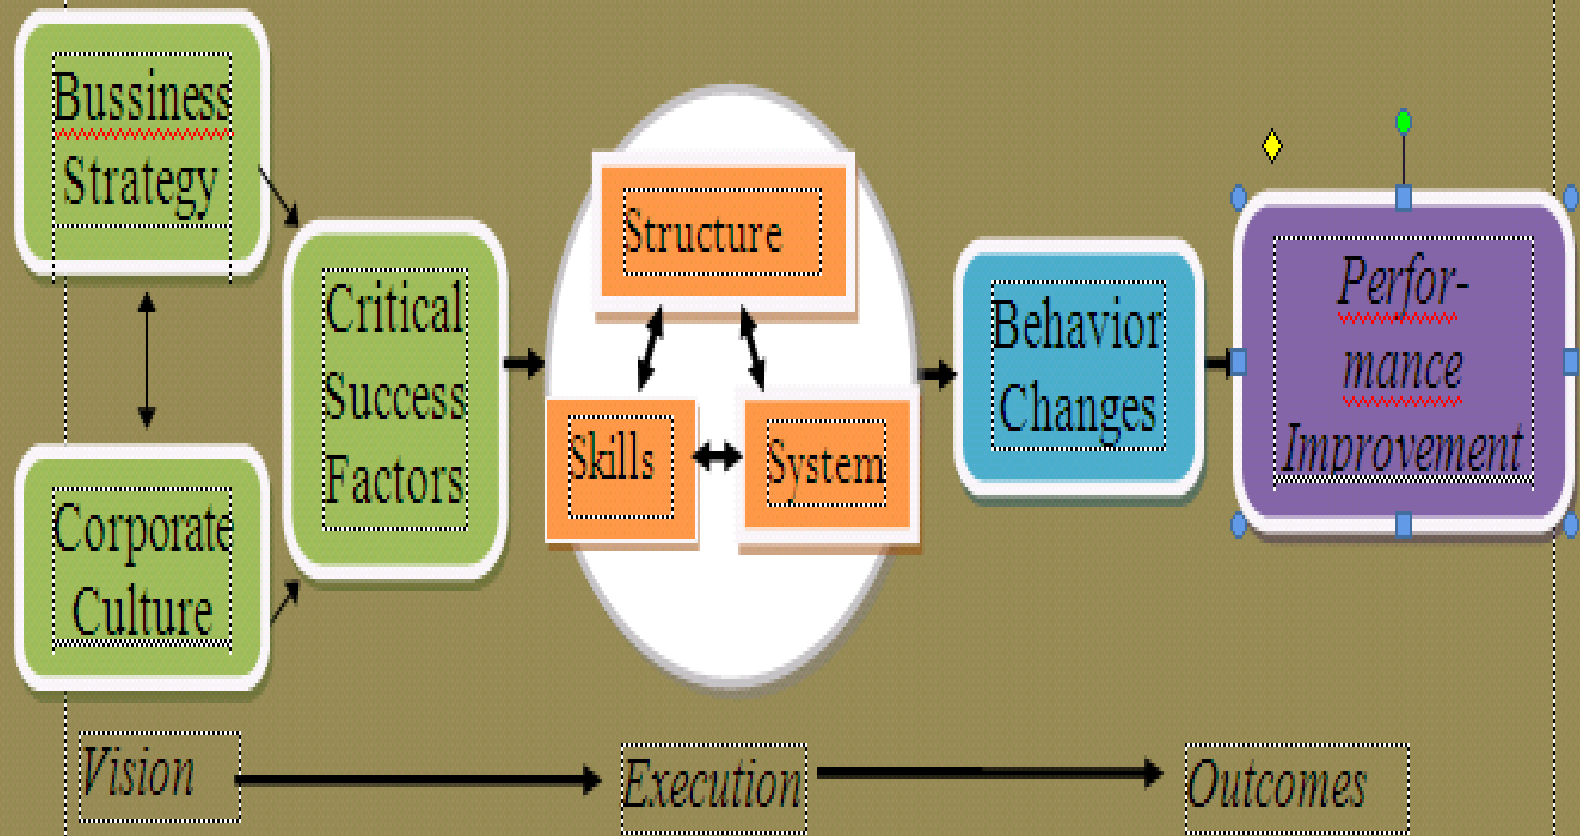 Bussiness
Strategy
Corporate
Culture
Critical
Success
Factors
Structure
Skills
System
Behavior
Changes
Perfor-
mance
Improvement
Vision
Execution
Outcomes